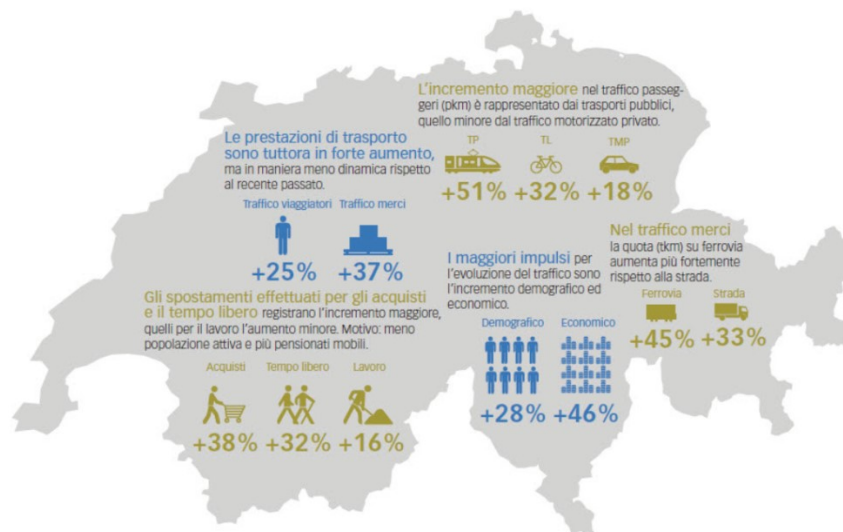 L'incremento maggiore nel traffico passeg-
geri (pkm) è rappresentato dai trasporti pubblici,
quello minore dal traffico motorizzato privato.
TP TL TMP
+51% +32% +18%
Le prestazioni di trasporto
sono tuttora in forte aumento,
ma in maniera meno dinamica rispetto
al recente passato.
Traffico viaggiatori Traffico merci
+25% +37%
Nel traffico merci
la quota (tkm) su ferrovia
aumenta più fortemente
rispetto alla strada.
Ferrovia Strada
+45% +33%
I maggiori impulsi per
l'evoluzione del traffico sono
l'incremento demografico ed
economico.
Demografico Economico
+28% +46%
Gli spostamenti effettuati per gli acquisti
e il tempo libero registrano l'incremento maggiore,
quelli per il lavoro l'aumento minore. Motivo: meno
popolazione attiva e più pensionati mobili.
Acquisti Tempo libero Lavoro
+38% +32% +16%